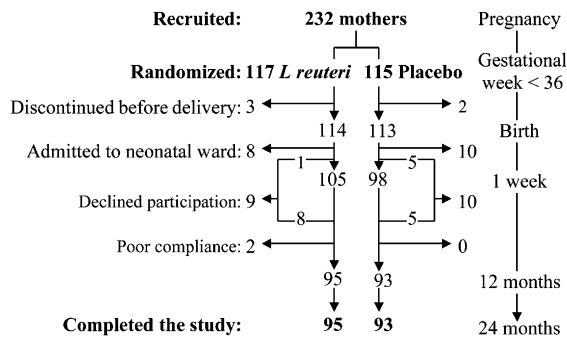 Recruited: 232 mothers Pregnancy
Gestational
Randomized: 117 L reuteri 115 Placebo week < 36
Discontinued before delivery: 3 2
114 113 Birth
Admitted to neonatal ward: 8 10
1 5
105 98 1 week
Declined participation: 9 10
8 5
Poor compliance: 2 0
95 93 12 months
Completed the study: 95 93 24 months